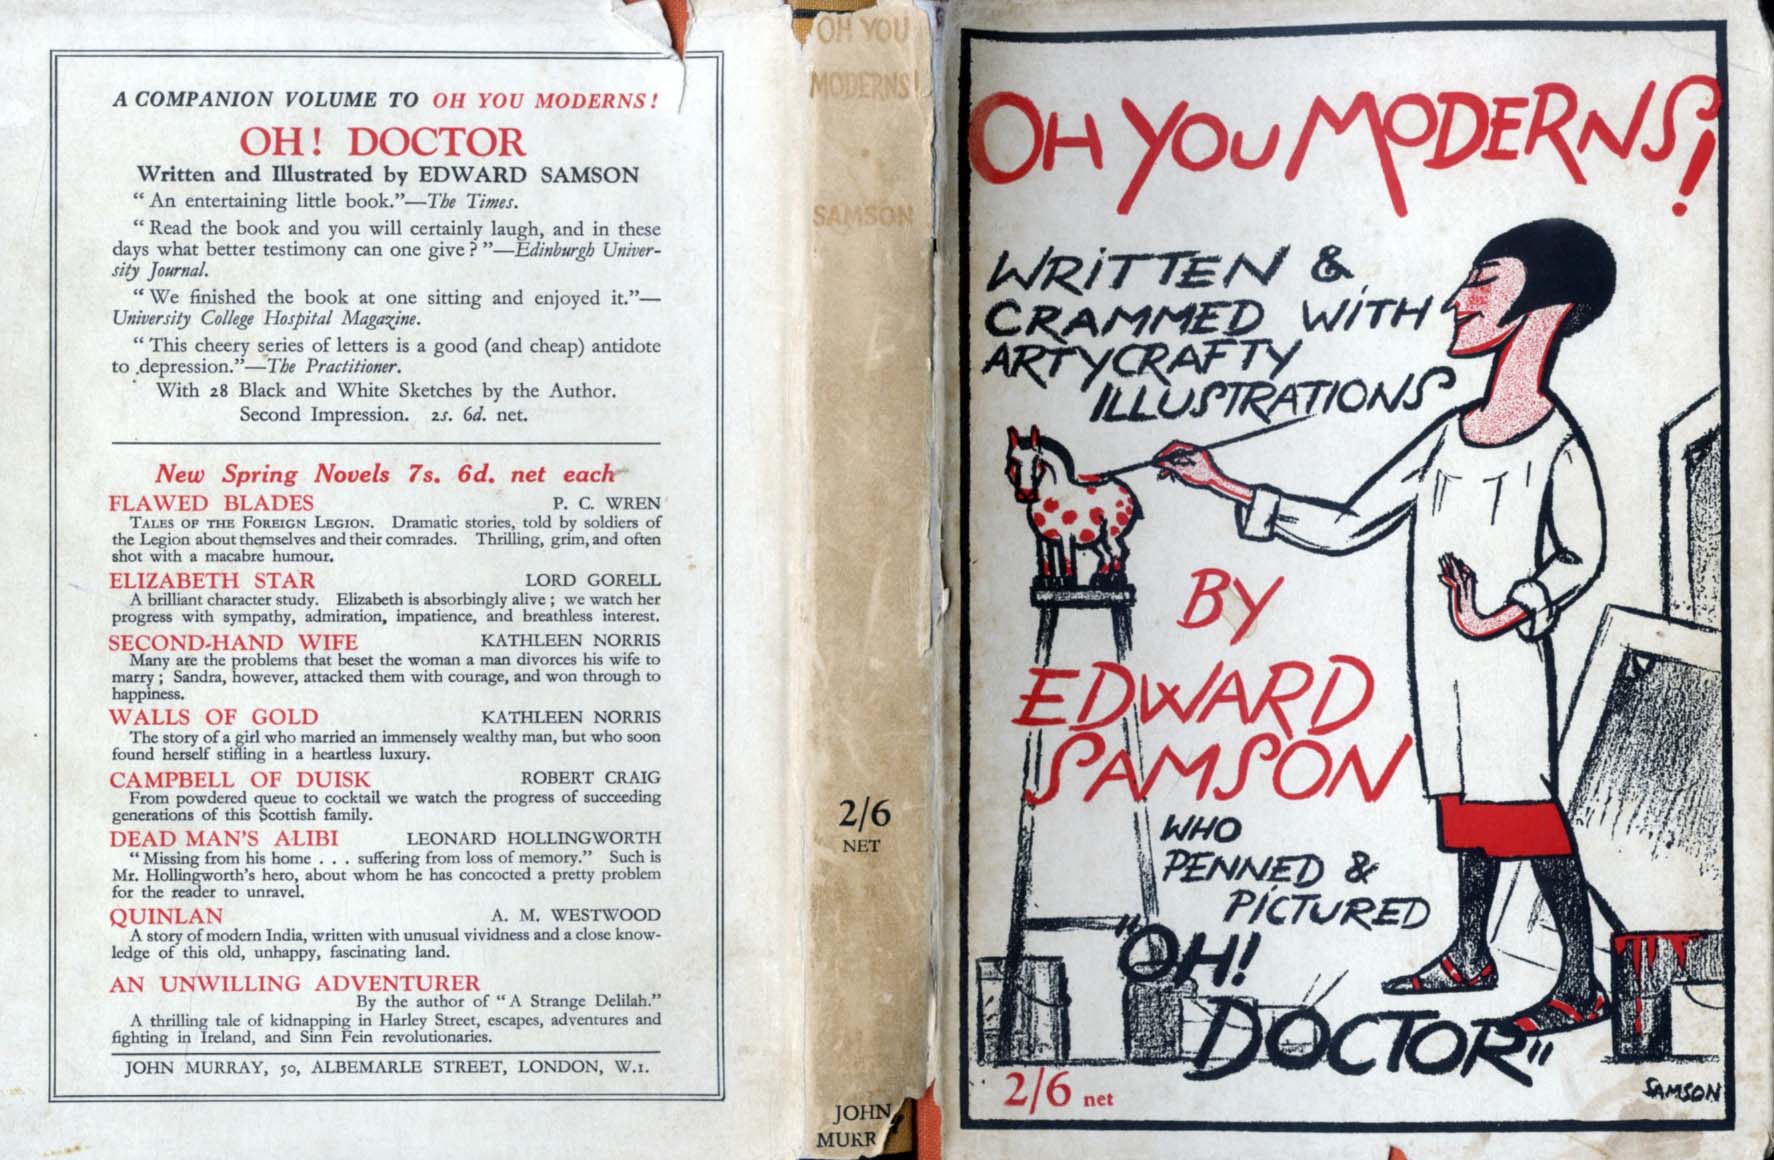 A COMPANION VOLUME TO OH YOU MODERNS!
OH! DOCTOR
Written and Illustrated by EDWARD SAMSON
“ An entertaining little book.”—The Times.
“ Read the book and you will certainly laugh, and in these
days what better testimony can one give ? ”—Edinburgh Univer-
sity Journal.
“ We finished the book at one sitting and enjoyed it.”—
University College Hospital Magazine.
“ This cheery series of letters is a good (and cheap) antidote
to depression.”—The Practitioner.
With 28 Black and White Sketches by the Author.
Second Impression. 2s. 6d. net.
New Spring Novels 7s. 6d. net each
FLAWED BLADES P. C. WREN
TALES OF THE FOREIGN LEGION. Dramatic stories, told by soldiers of
the Legion about themselves and their comrades. Thrilling, grim, and often
shot with a macabre humour.
ELIZABETH STAR LORD GORELL
A brilliant character study. Elizabeth is absorbingly alive ; we watch her
progress with sympathy, admiration, impatience, and breathless interest.
SECOND-HAND WIFE KATHLEEN NORRIS
Many are the problems that beset the woman a man divorces his wife to
marry ; Sandra, however, attacked them with courage, and won through to
happiness.
WALLS OF GOLD KATHLEEN NORRIS
The story of a girl who married an immensely wealthy man, but who soon
found herself stifling in a heartless luxury.
CAMPBELL OF DUISK ROBERT CRAIG
From powdered queue to cocktail we watch the progress of succeeding
generations of this Scottish family.
DEAD MAN'S ALIBI LEONARD HOLLINGWORTH
“ Missing from his home . . . suffering from loss of memory.” Such is
Mr. Hollingworth's hero, about whom he has concocted a pretty problem
for the reader to unravel.
QUINLAN A. M. WESTWOOD
A story of modern India, written with unusual vividness and a close know-
ledge of this old, unhappy, fascinating land.
AN UNWILLING ADVENTURER
By the author of “ A Strange Delilah.”
A thrilling tale of kidnapping in Harley Street, escapes, adventures and
fighting in Ireland, and Sinn Fein revolutionaries.
JOHN MURRAY, 50, ALBEMARLE STREET, LONDON, W.1.
OH YOU
MODERNS!
SAMSON
2/6
NET
JOHN
MURR
OH YOU MODERNS!
WRITTEN &
CRAMMED WITH
ARTYCRAFTY
ILLUSTRATIONS
BY
EDWARD
SAMSON
WHO
PENNED &
PICTURED
"OH!
DOCTOR"
2/6 net
SAMSON